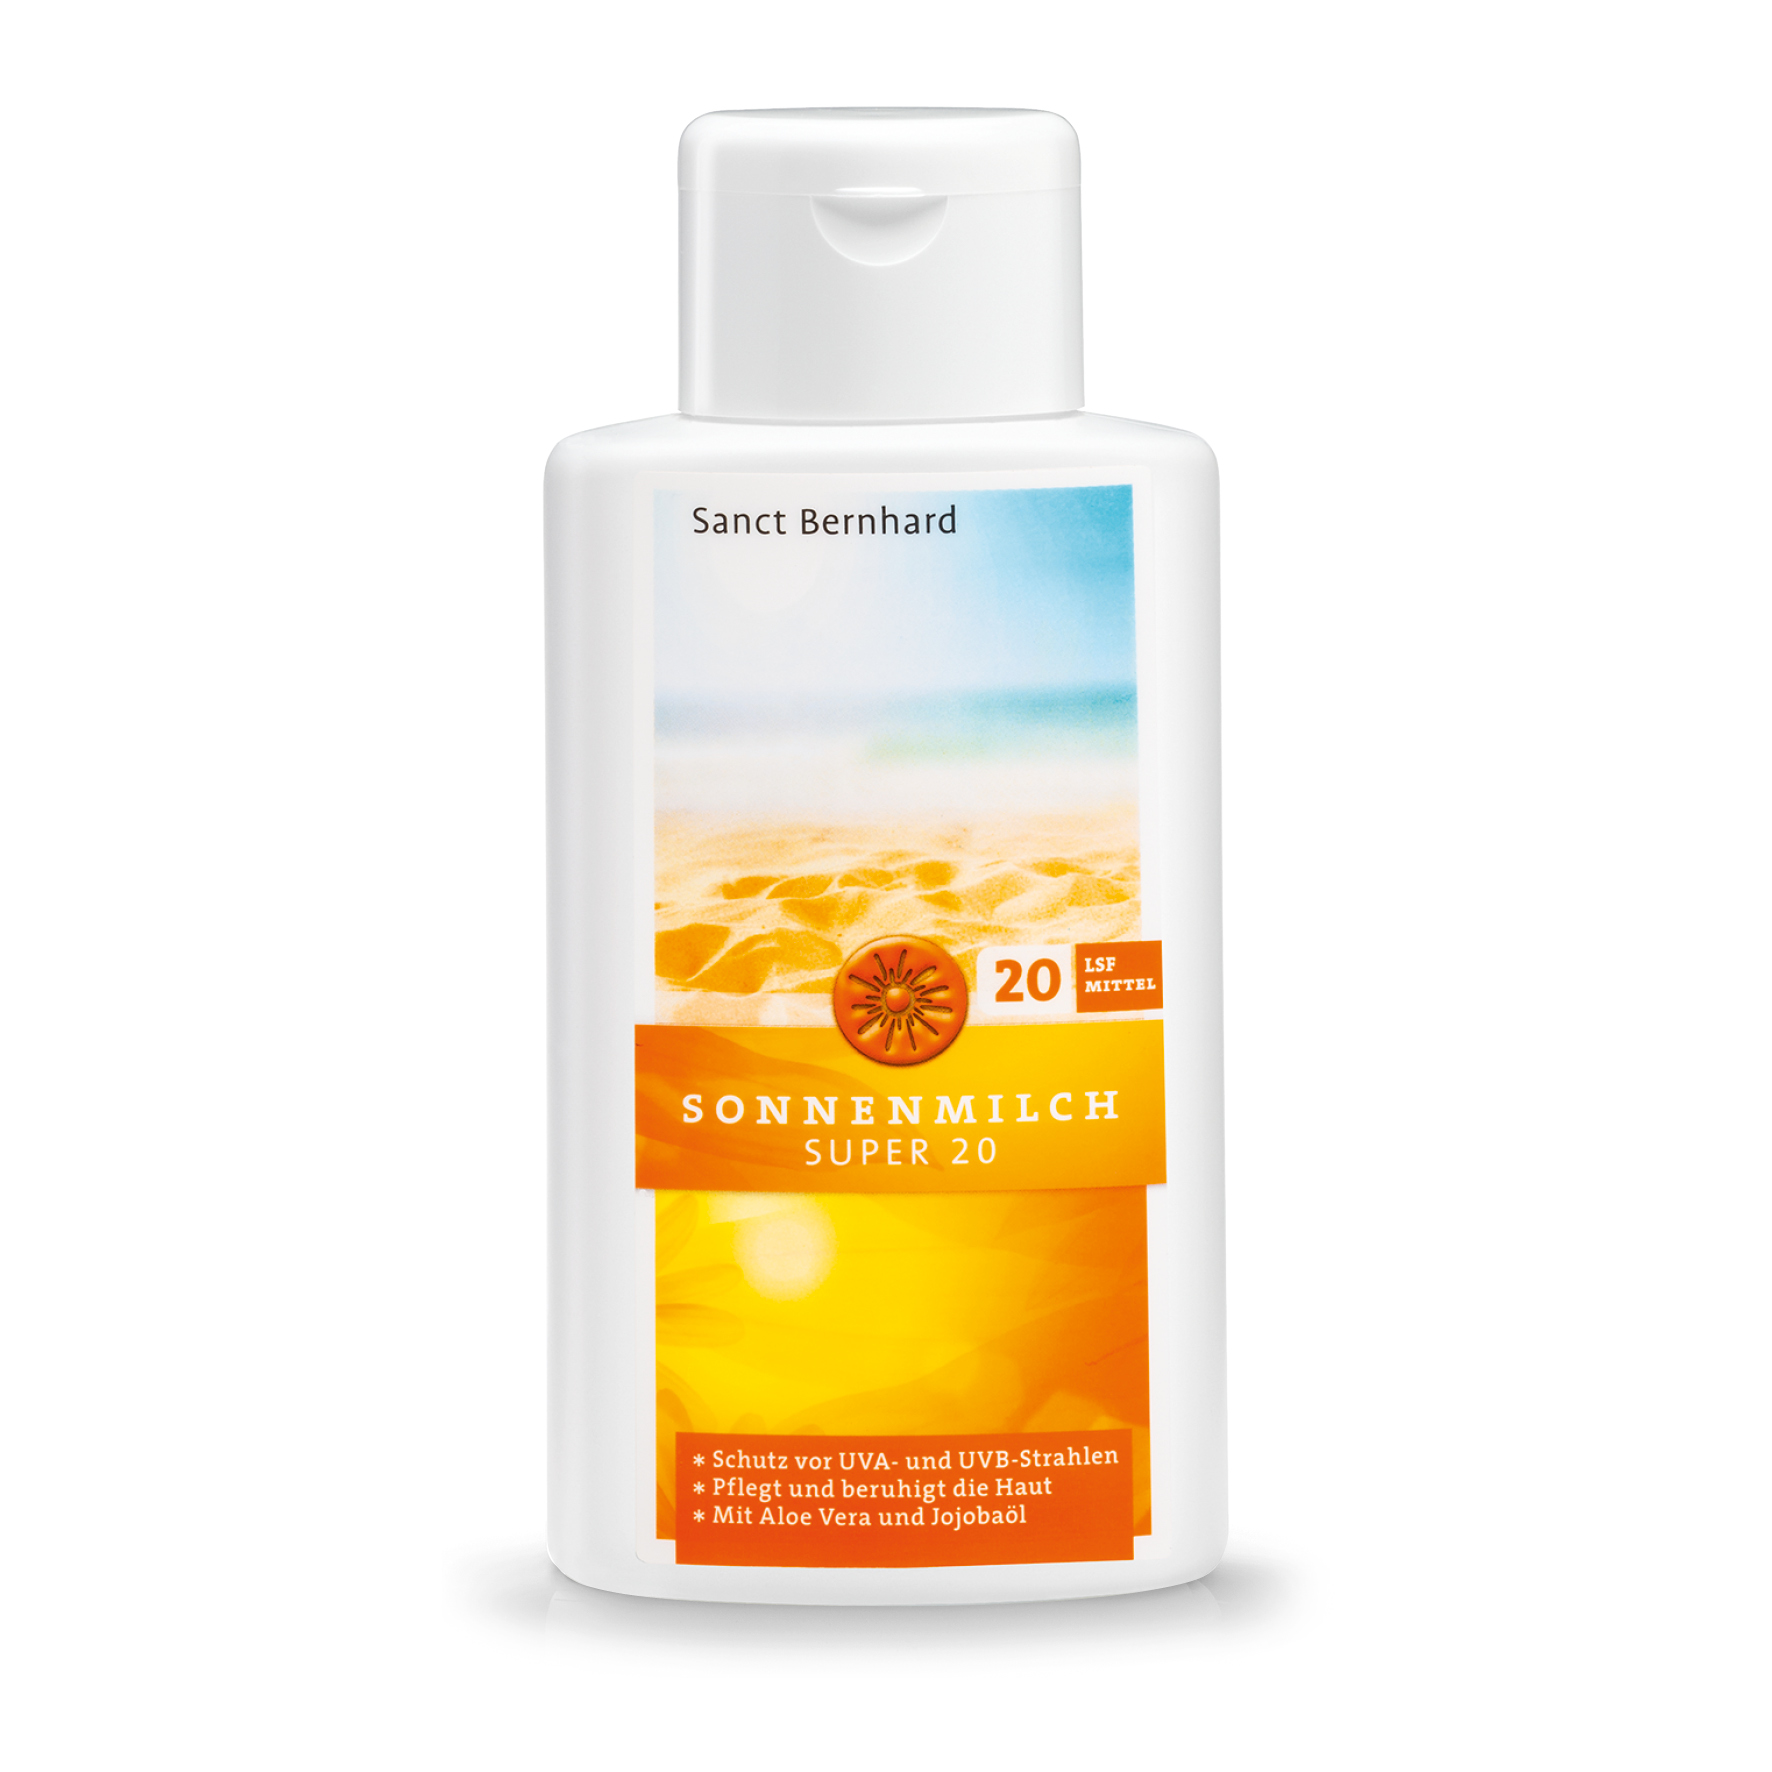 Sanct Bernhard
20
LSF
MITTEL
SONNENMILCH
SUPER 20
* Schutz vor UVA- und UVB-Strahlen
* Pflegt und beruhigt die Haut
* Mit Aloe Vera und Jojobaöl